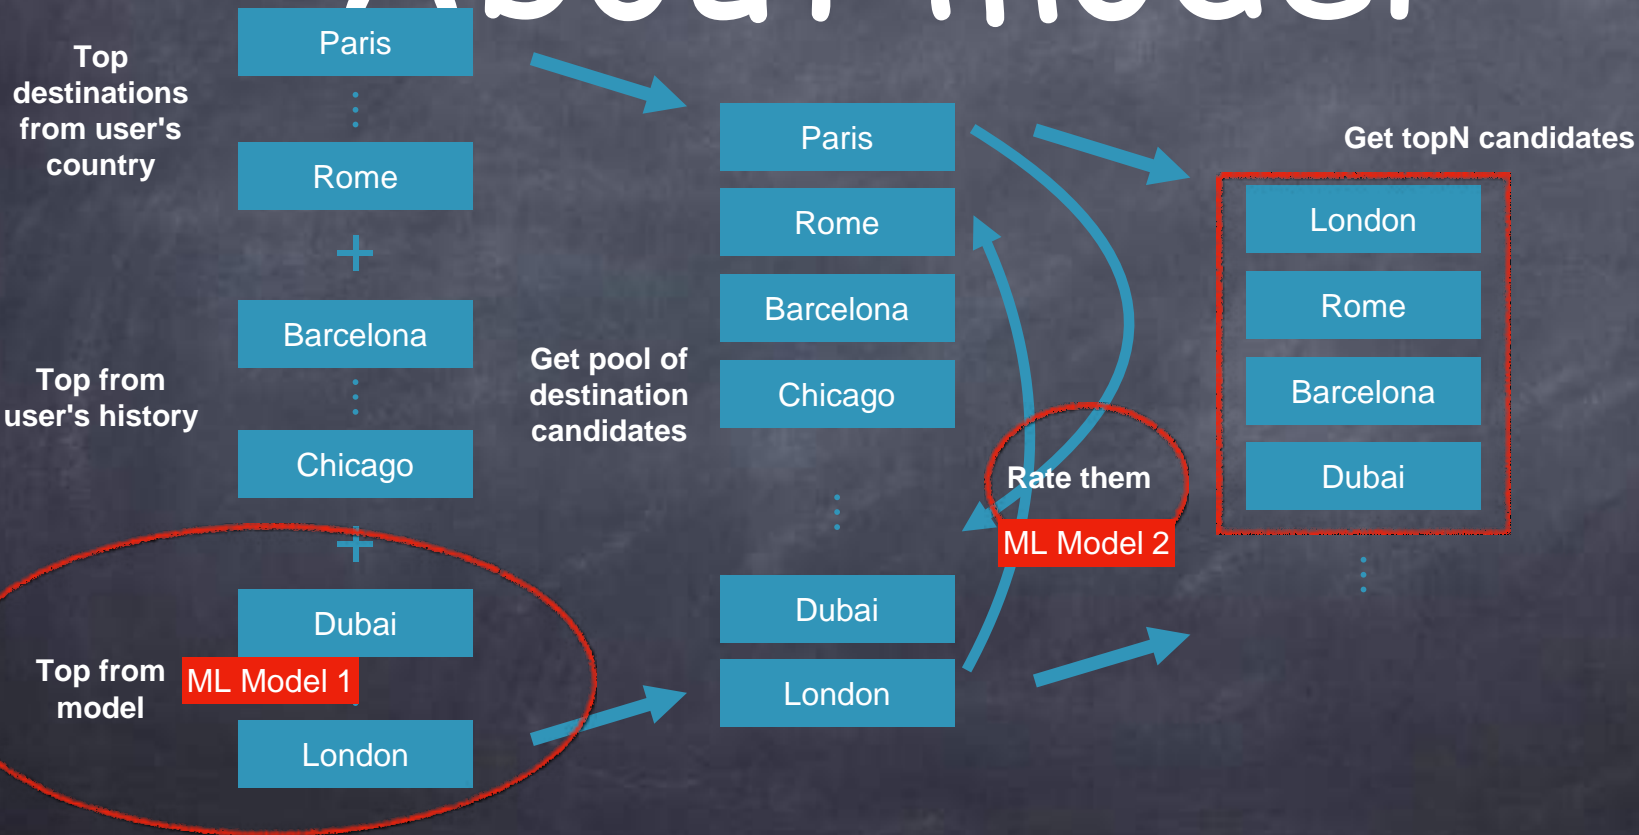 About model
Top
destinations
from user's
country
Paris
Rome
+
Top from
user's history
Barcelona
Chicago
+
Top from
model
Dubai
ML Model 1
London
Get pool of
destination
candidates
Paris
Rome
Barcelona
Chicago
Dubai
London
Rate them
ML Model 2
Get topN candidates
London
Rome
Barcelona
Dubai